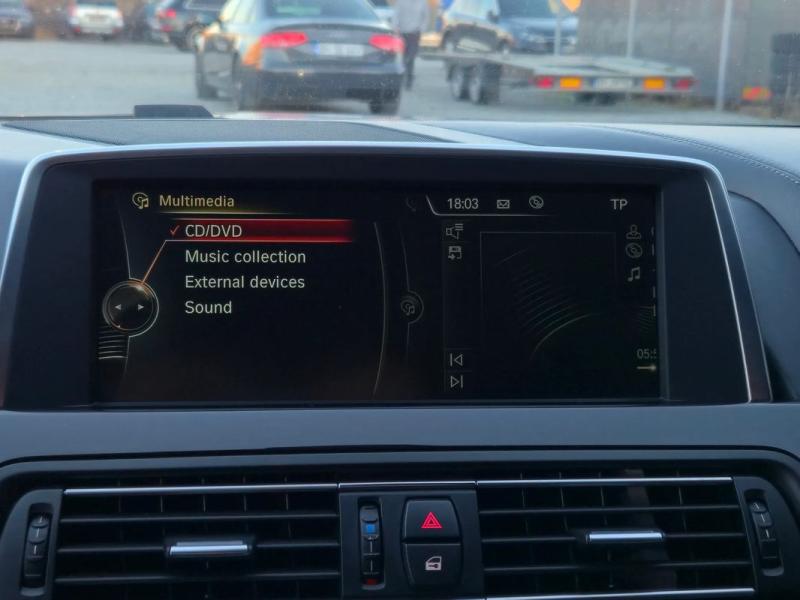 Multimedia
18:03
TP
CD/DVD
Music collection
External devices
Sound